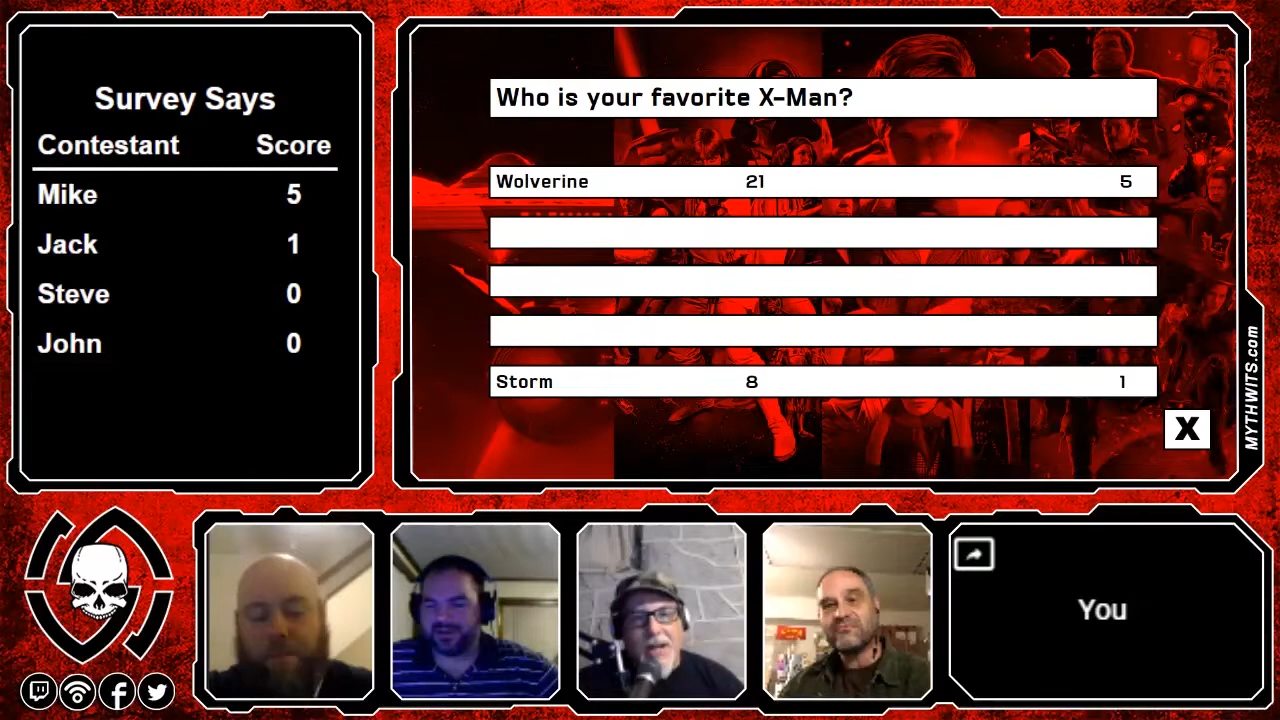 Survey Says
Contestant Score
Mike 5
Jack 1
Steve 0
John 0
Who is your favorite X-Man?
Wolverine 21 5
Storm 8 1
X
MYTHWITS.com
You